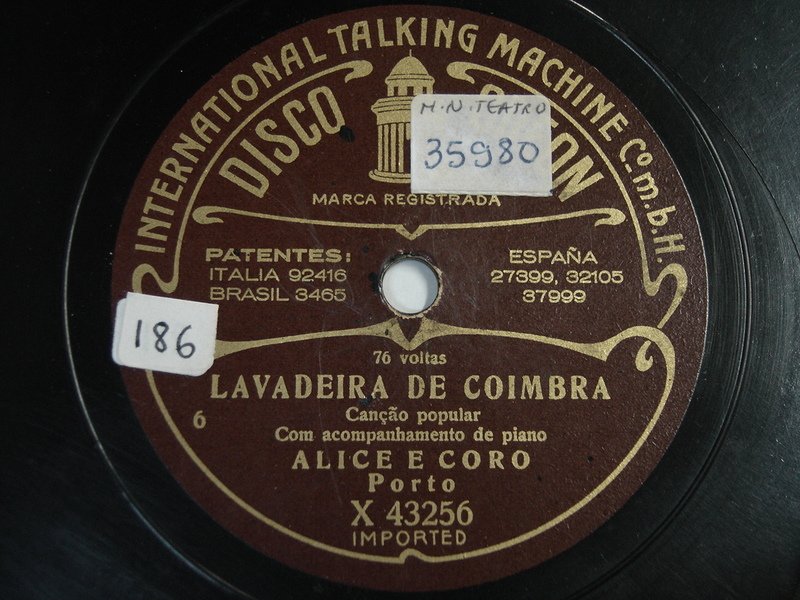 INTERNATIONAL TALKING MACHINE Co.m.b.H.
DISCO ON
M.N. TEATRO
35980
MARCA REGISTRADA
PATENTES:
ITALIA 92416
BRASIL 3465
ESPAÑA
27399, 32105
37999
186
76 voltas
LAVADEIRA DE COIMBRA
6
Canção popular
Com acompanhamento de piano
ALICE E CORO
Porto
X 43256
IMPORTED